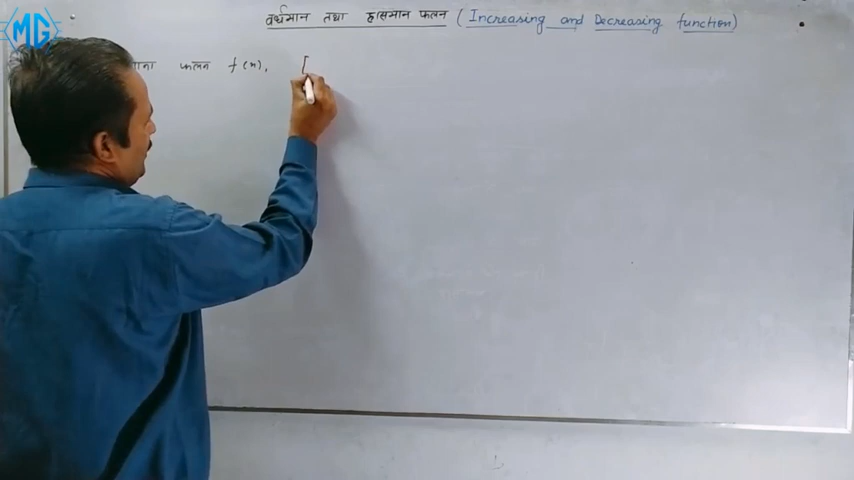 MG
वर्धमान तथा ह्रासमान फलन (Increasing and Decreasing function)
माना फलन f(x), [